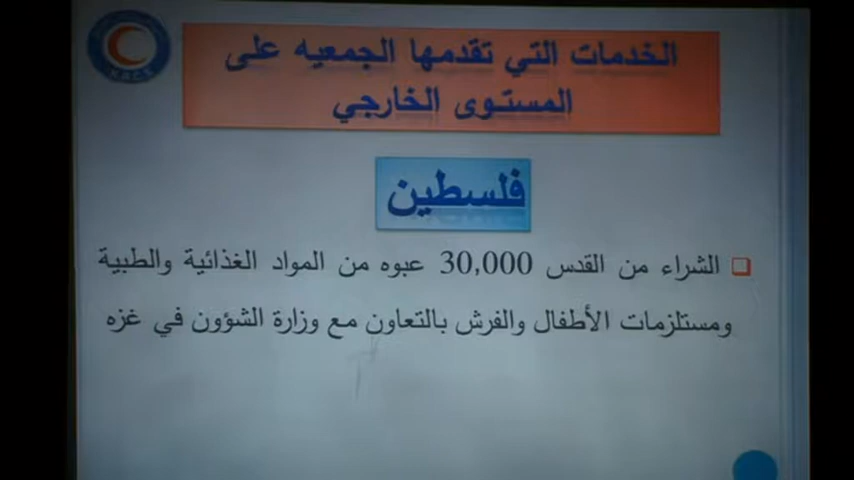 K.A.C.S
الخدمات التي تقدمها الجمعيه على
المستوى الخارجي
فلسطين
الشراء من القدس 30,000 عبوه من المواد الغذائية والطبية
ومستلزمات الأطفال والفرش بالتعاون مع وزارة الشؤون في غزه